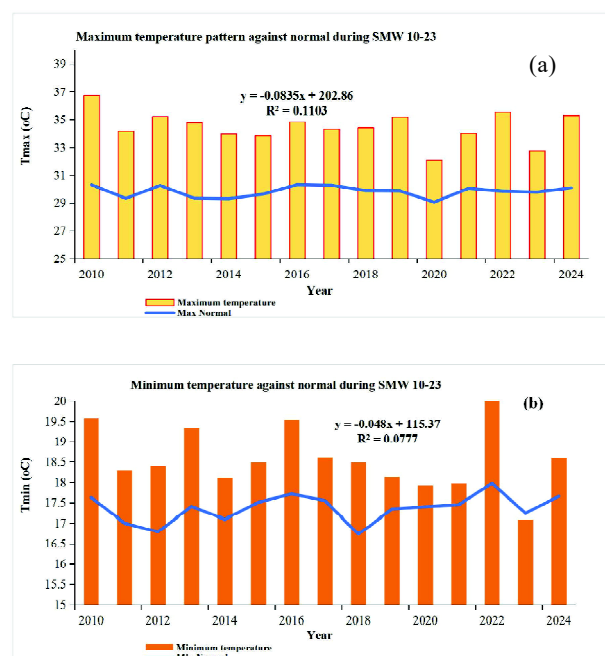 Maximum temperature pattern against normal during SMW 10-23
(a)
39
37
35
33
31
29
27
25
Tmax (oC)
y = -0.0835x + 202.86
R² = 0.1103
2010 2012 2014 2016 2018 2020 2022 2024
Year
Maximum temperature
Max Normal
Minimum temperature against normal during SMW 10-23
(b)
20
19.5
19
18.5
18
17.5
17
16.5
16
15.5
15
Tmin (oC)
y = -0.048x + 115.37
R² = 0.0777
2010 2012 2014 2016 2018 2020 2022 2024
Year
Minimum temperature